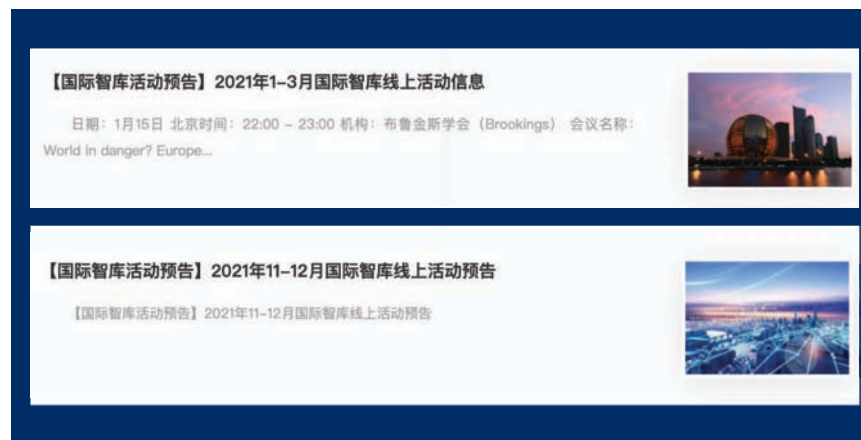 【国际智库活动预告】2021年1-3月国际智库线上活动信息
日期：1月15日 北京时间：22:00 - 23:00 机构：布鲁金斯学会（Brookings） 会议名称：
World in danger? Europe...
【国际智库活动预告】2021年11-12月国际智库线上活动预告
【国际智库活动预告】2021年11-12月国际智库线上活动预告